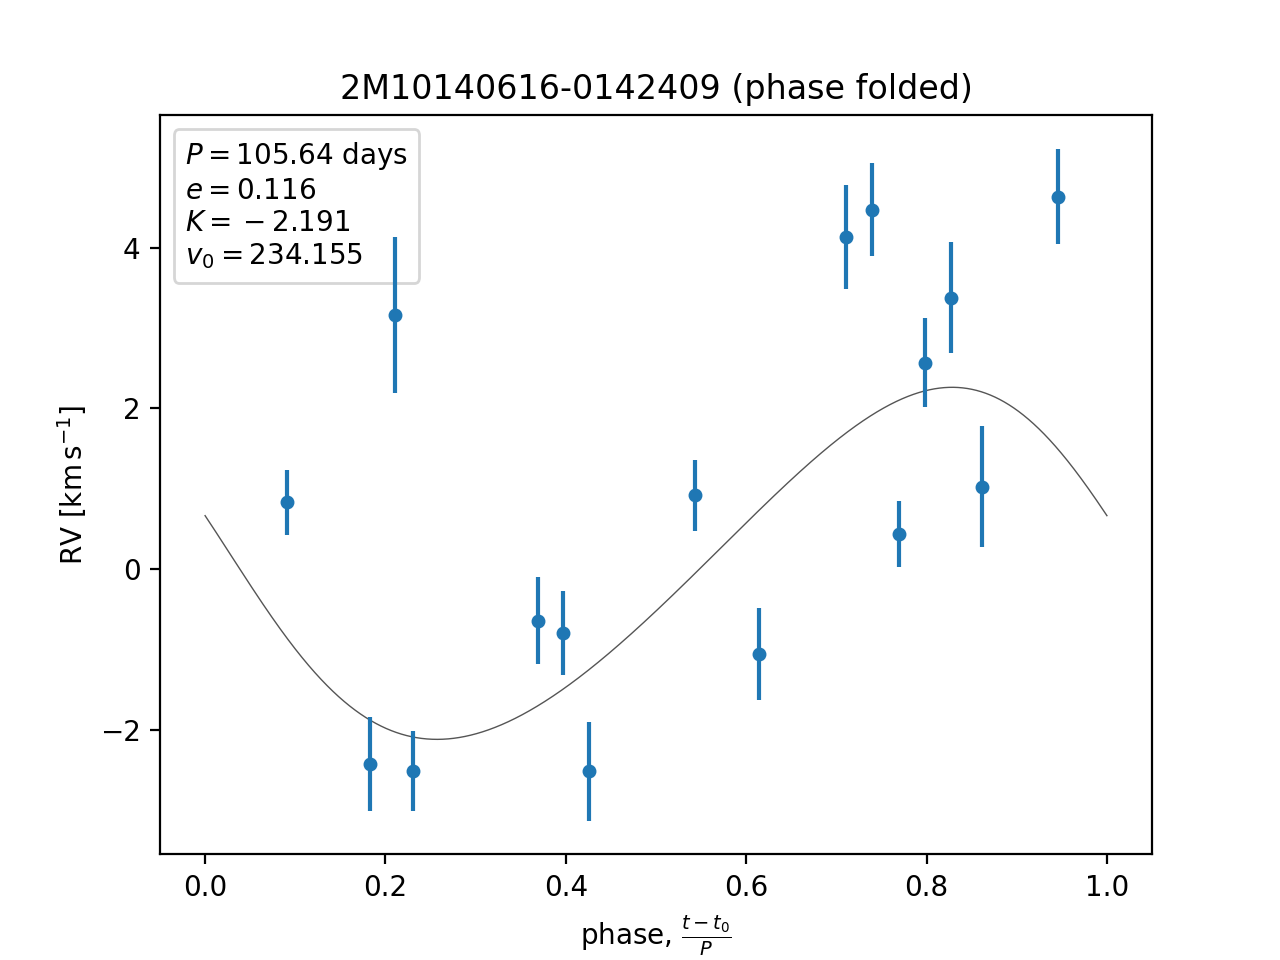 2M10140616-0142409 (phase folded)
P = 105.64 days
e = 0.116
K = −2.191
v₀ = 234.155
RV [km s⁻¹]
4
2
0
−2
0.0 0.2 0.4 0.6 0.8 1.0
phase, (t − t₀)/P